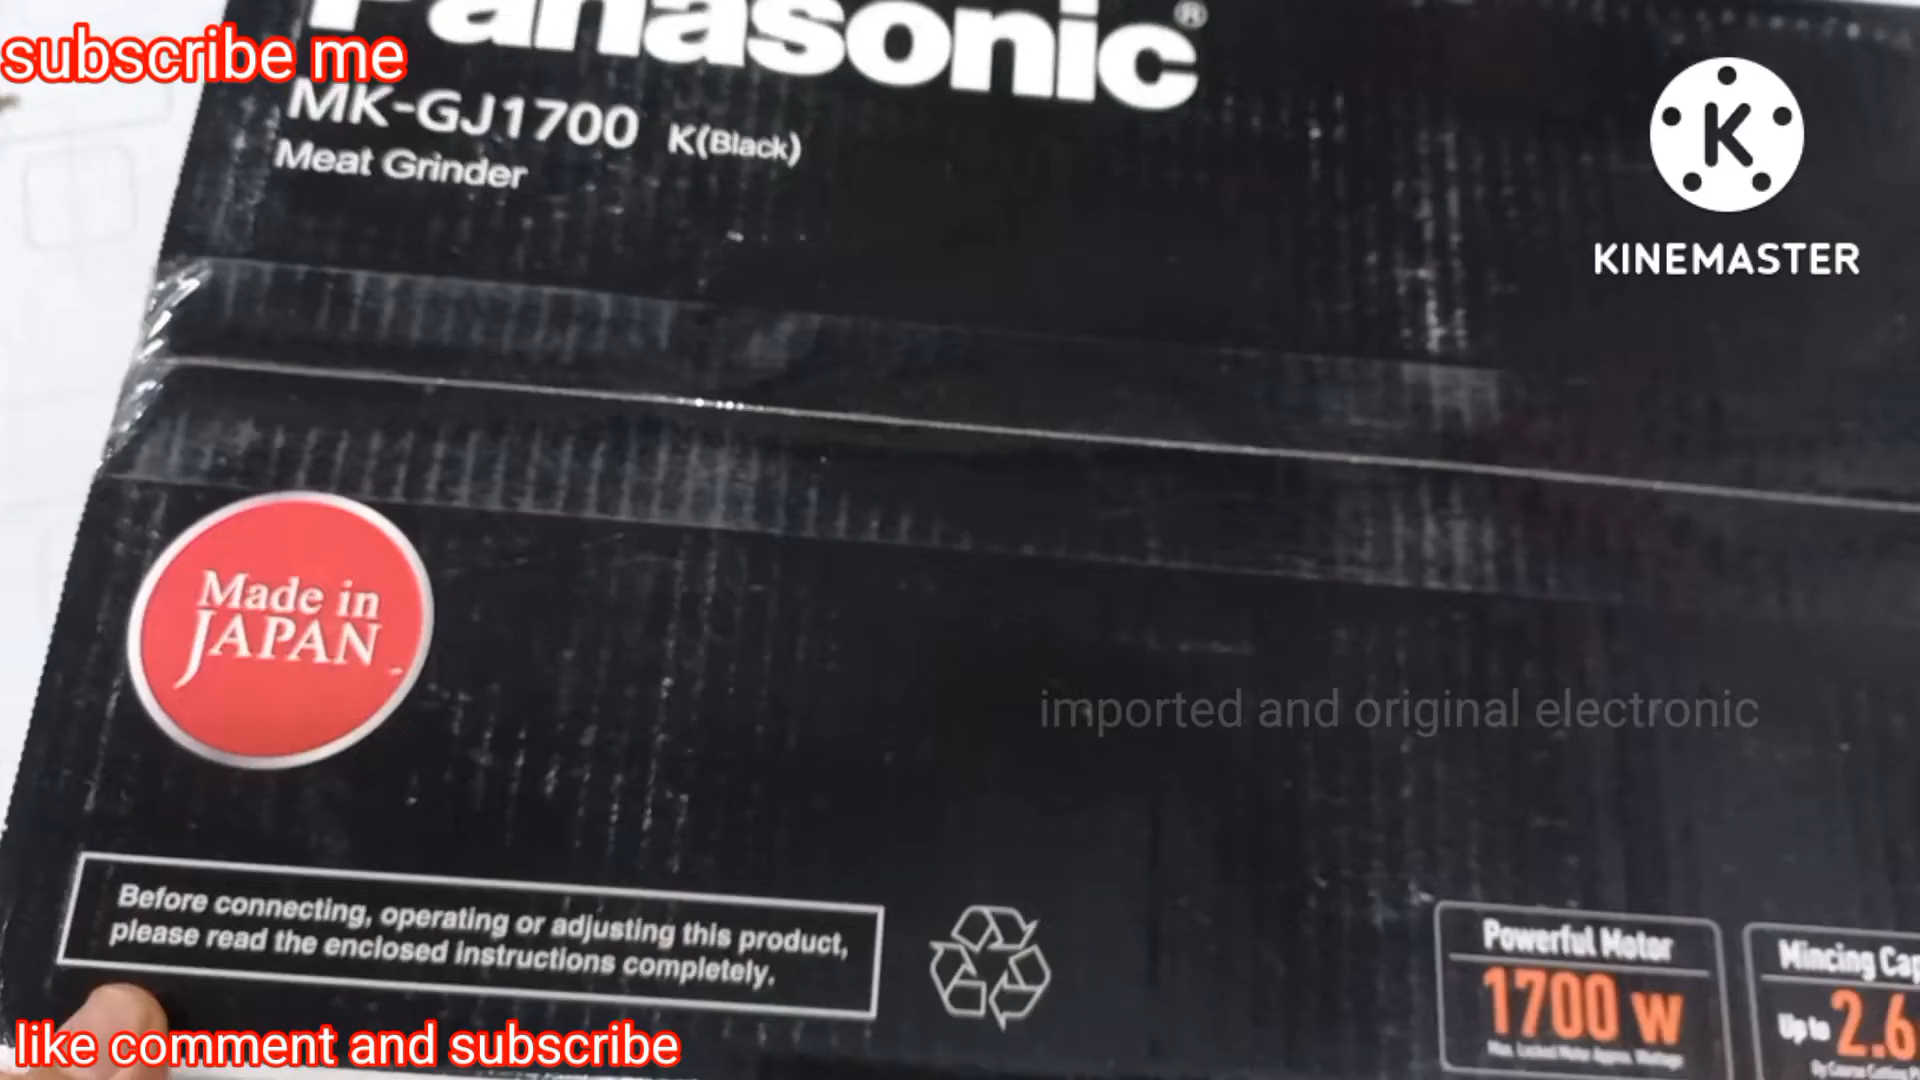 Panasonic®
subscribe me
MK-GJ1700 K(Black)
Meat Grinder
K
KINEMASTER
Made in
JAPAN
imported and original electronic
Before connecting, operating or adjusting this product,
please read the enclosed instructions completely.
Powerful Motor
1700 W
Mincing Cap
Up to 2.6
like comment and subscribe